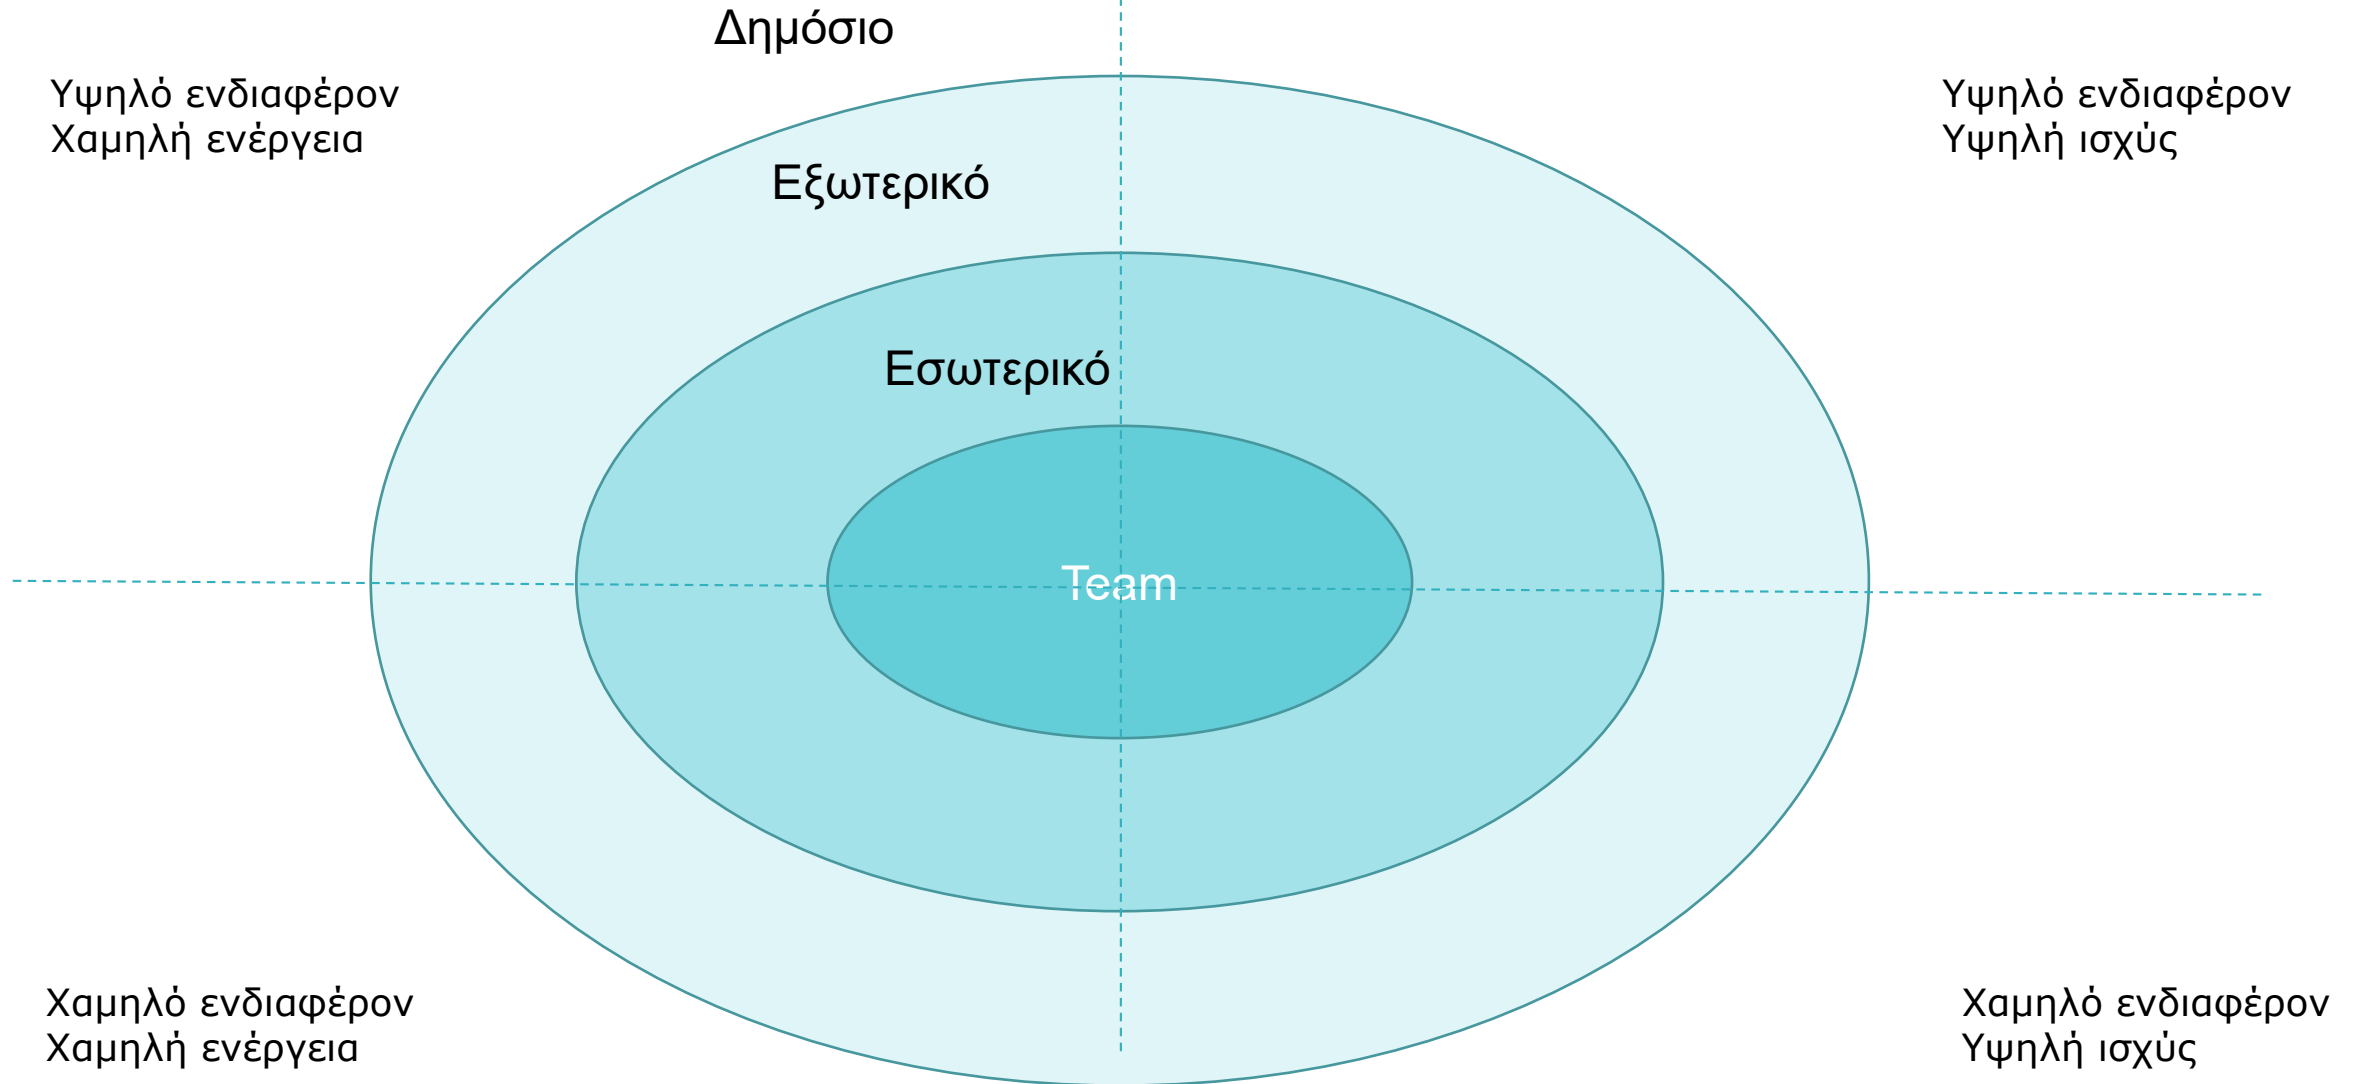 Δημόσιο
Υψηλό ενδιαφέρον
Χαμηλή ενέργεια
Υψηλό ενδιαφέρον
Υψηλή ισχύς
Εξωτερικό
Εσωτερικό
Team
Χαμηλό ενδιαφέρον
Χαμηλή ενέργεια
Χαμηλό ενδιαφέρον
Υψηλή ισχύς